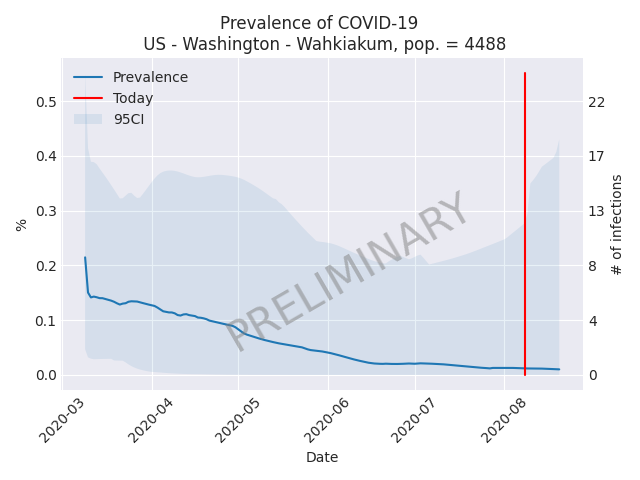 Prevalence of COVID-19
US - Washington - Wahkiakum, pop. = 4488
Prevalence
Today
95CI
PRELIMINARY
%
0.5
0.4
0.3
0.2
0.1
0.0
# of infections
22
17
13
8
4
0
2020-03
2020-04
2020-05
2020-06
2020-07
2020-08
Date